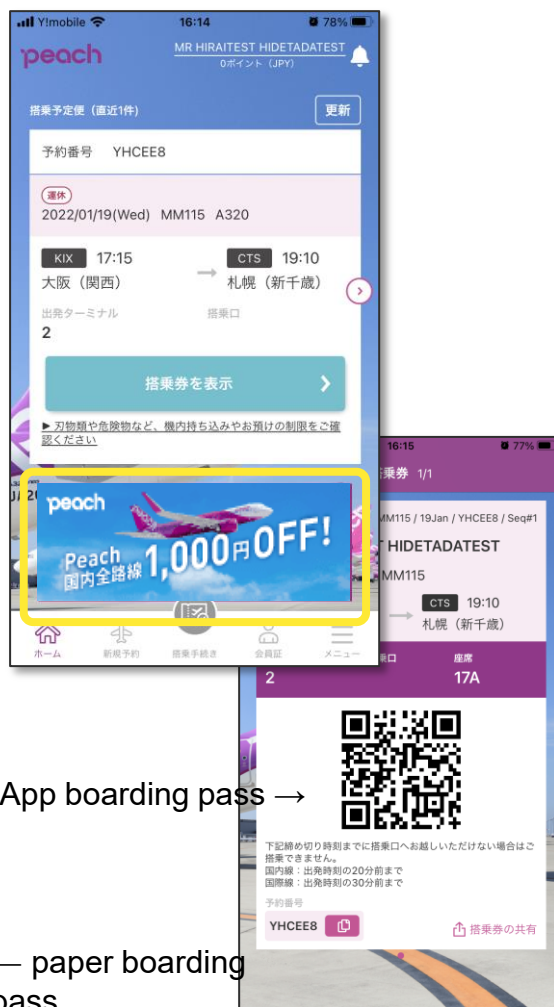 Y!mobile 16:14 78%
peach
MR HIRAITEST HIDETADATEST
0ポイント (JPY)
搭乗予定便（直近1件)
更新
予約番号 YHCEE8
運休
2022/01/19(Wed) MM115 A320
KIX 17:15 → CTS 19:10
大阪（関西） 札幌（新千歳）
出発ターミナル 搭乗口
2
搭乗券を表示
▶ 刃物類や危険物など、機内持ち込みやお預けの制限をご確
認ください
peach
Peach
国内全路線 1,000円OFF!
ホーム 新規予約 搭乗手続き 会員証 メニュー
16:15 77%
乗券 1/1
MM115 / 19Jan / YHCEE8 / Seq#1
HIDETADATEST
MM115
→ CTS 19:10
札幌（新千歳）
座席
2 17A
App boarding pass →
下記締め切り時刻までに搭乗口へお越しいただけない場合はご
搭乗できません。
国内線：出発時刻の20分前まで
国際線：出発時刻の30分前まで
予約番号
YHCEE8
搭乗券の共有
paper boarding
pass